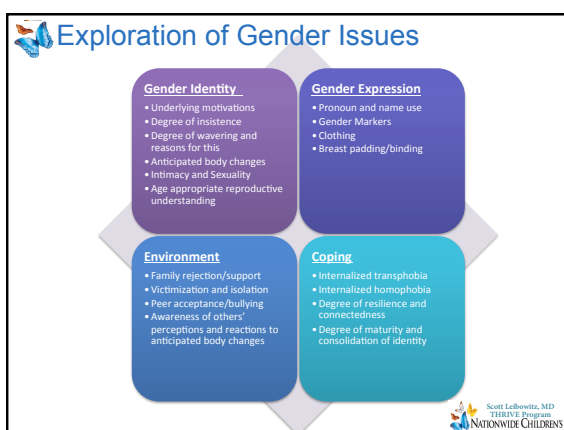 Exploration of Gender Issues
Gender Identity
• Underlying motivations
• Degree of insistence
• Degree of wavering and
reasons for this
• Anticipated body changes
• Intimacy and Sexuality
• Age appropriate reproductive
understanding
Gender Expression
• Pronoun and name use
• Gender Markers
• Clothing
• Breast padding/binding
Environment
• Family rejection/support
• Victimization and isolation
• Peer acceptance/bullying
• Awareness of others'
perceptions and reactions to
anticipated body changes
Coping
• Internalized transphobia
• Internalized homophobia
• Degree of resilience and
connectedness
• Degree of maturity and
consolidation of identity
Scott Leibowitz, MD
THRIVE Program
NATIONWIDE CHILDREN'S